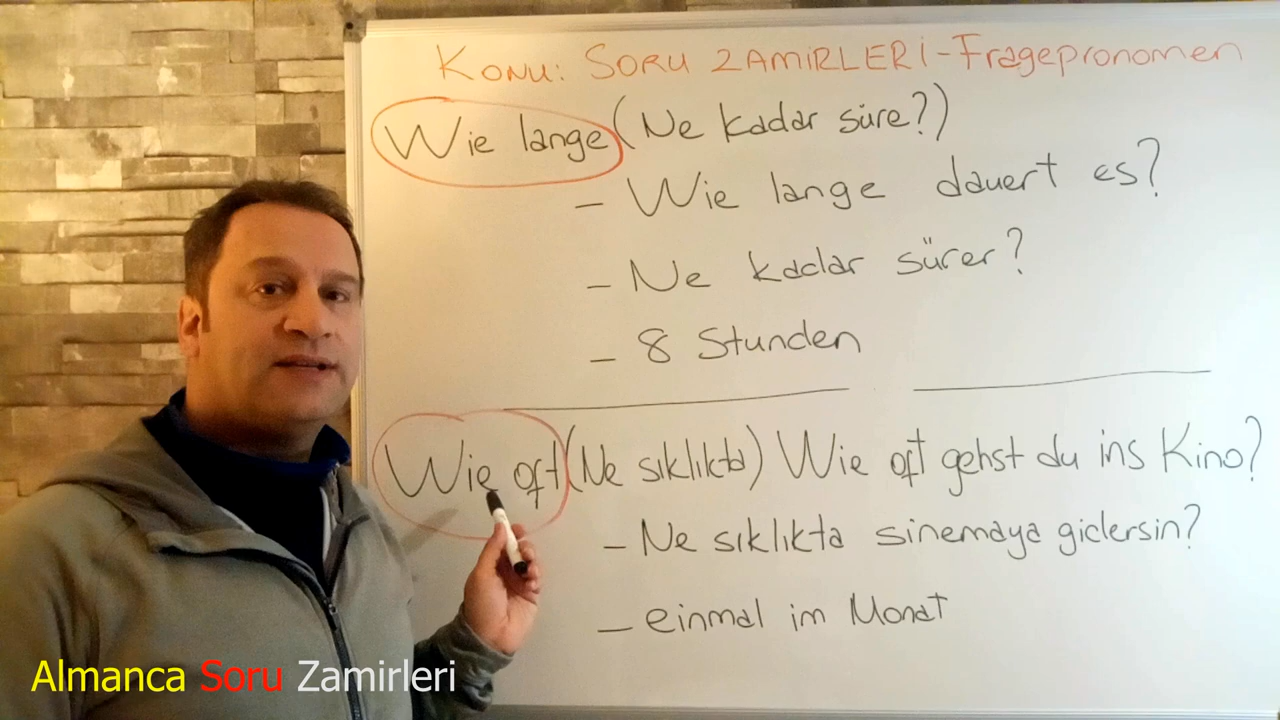 KONU: SORU ZAMİRLERİ-Fragepronomen
Wie lange (Ne kadar süre?)
- Wie lange dauert es?
- Ne kadar sürer?
- 8 Stunden
Wie oft (Ne sıklıkta) Wie oft gehst du ins Kino?
- Ne sıklıkta sinemaya gidersin?
- einmal im Monat
Almanca Soru Zamirleri